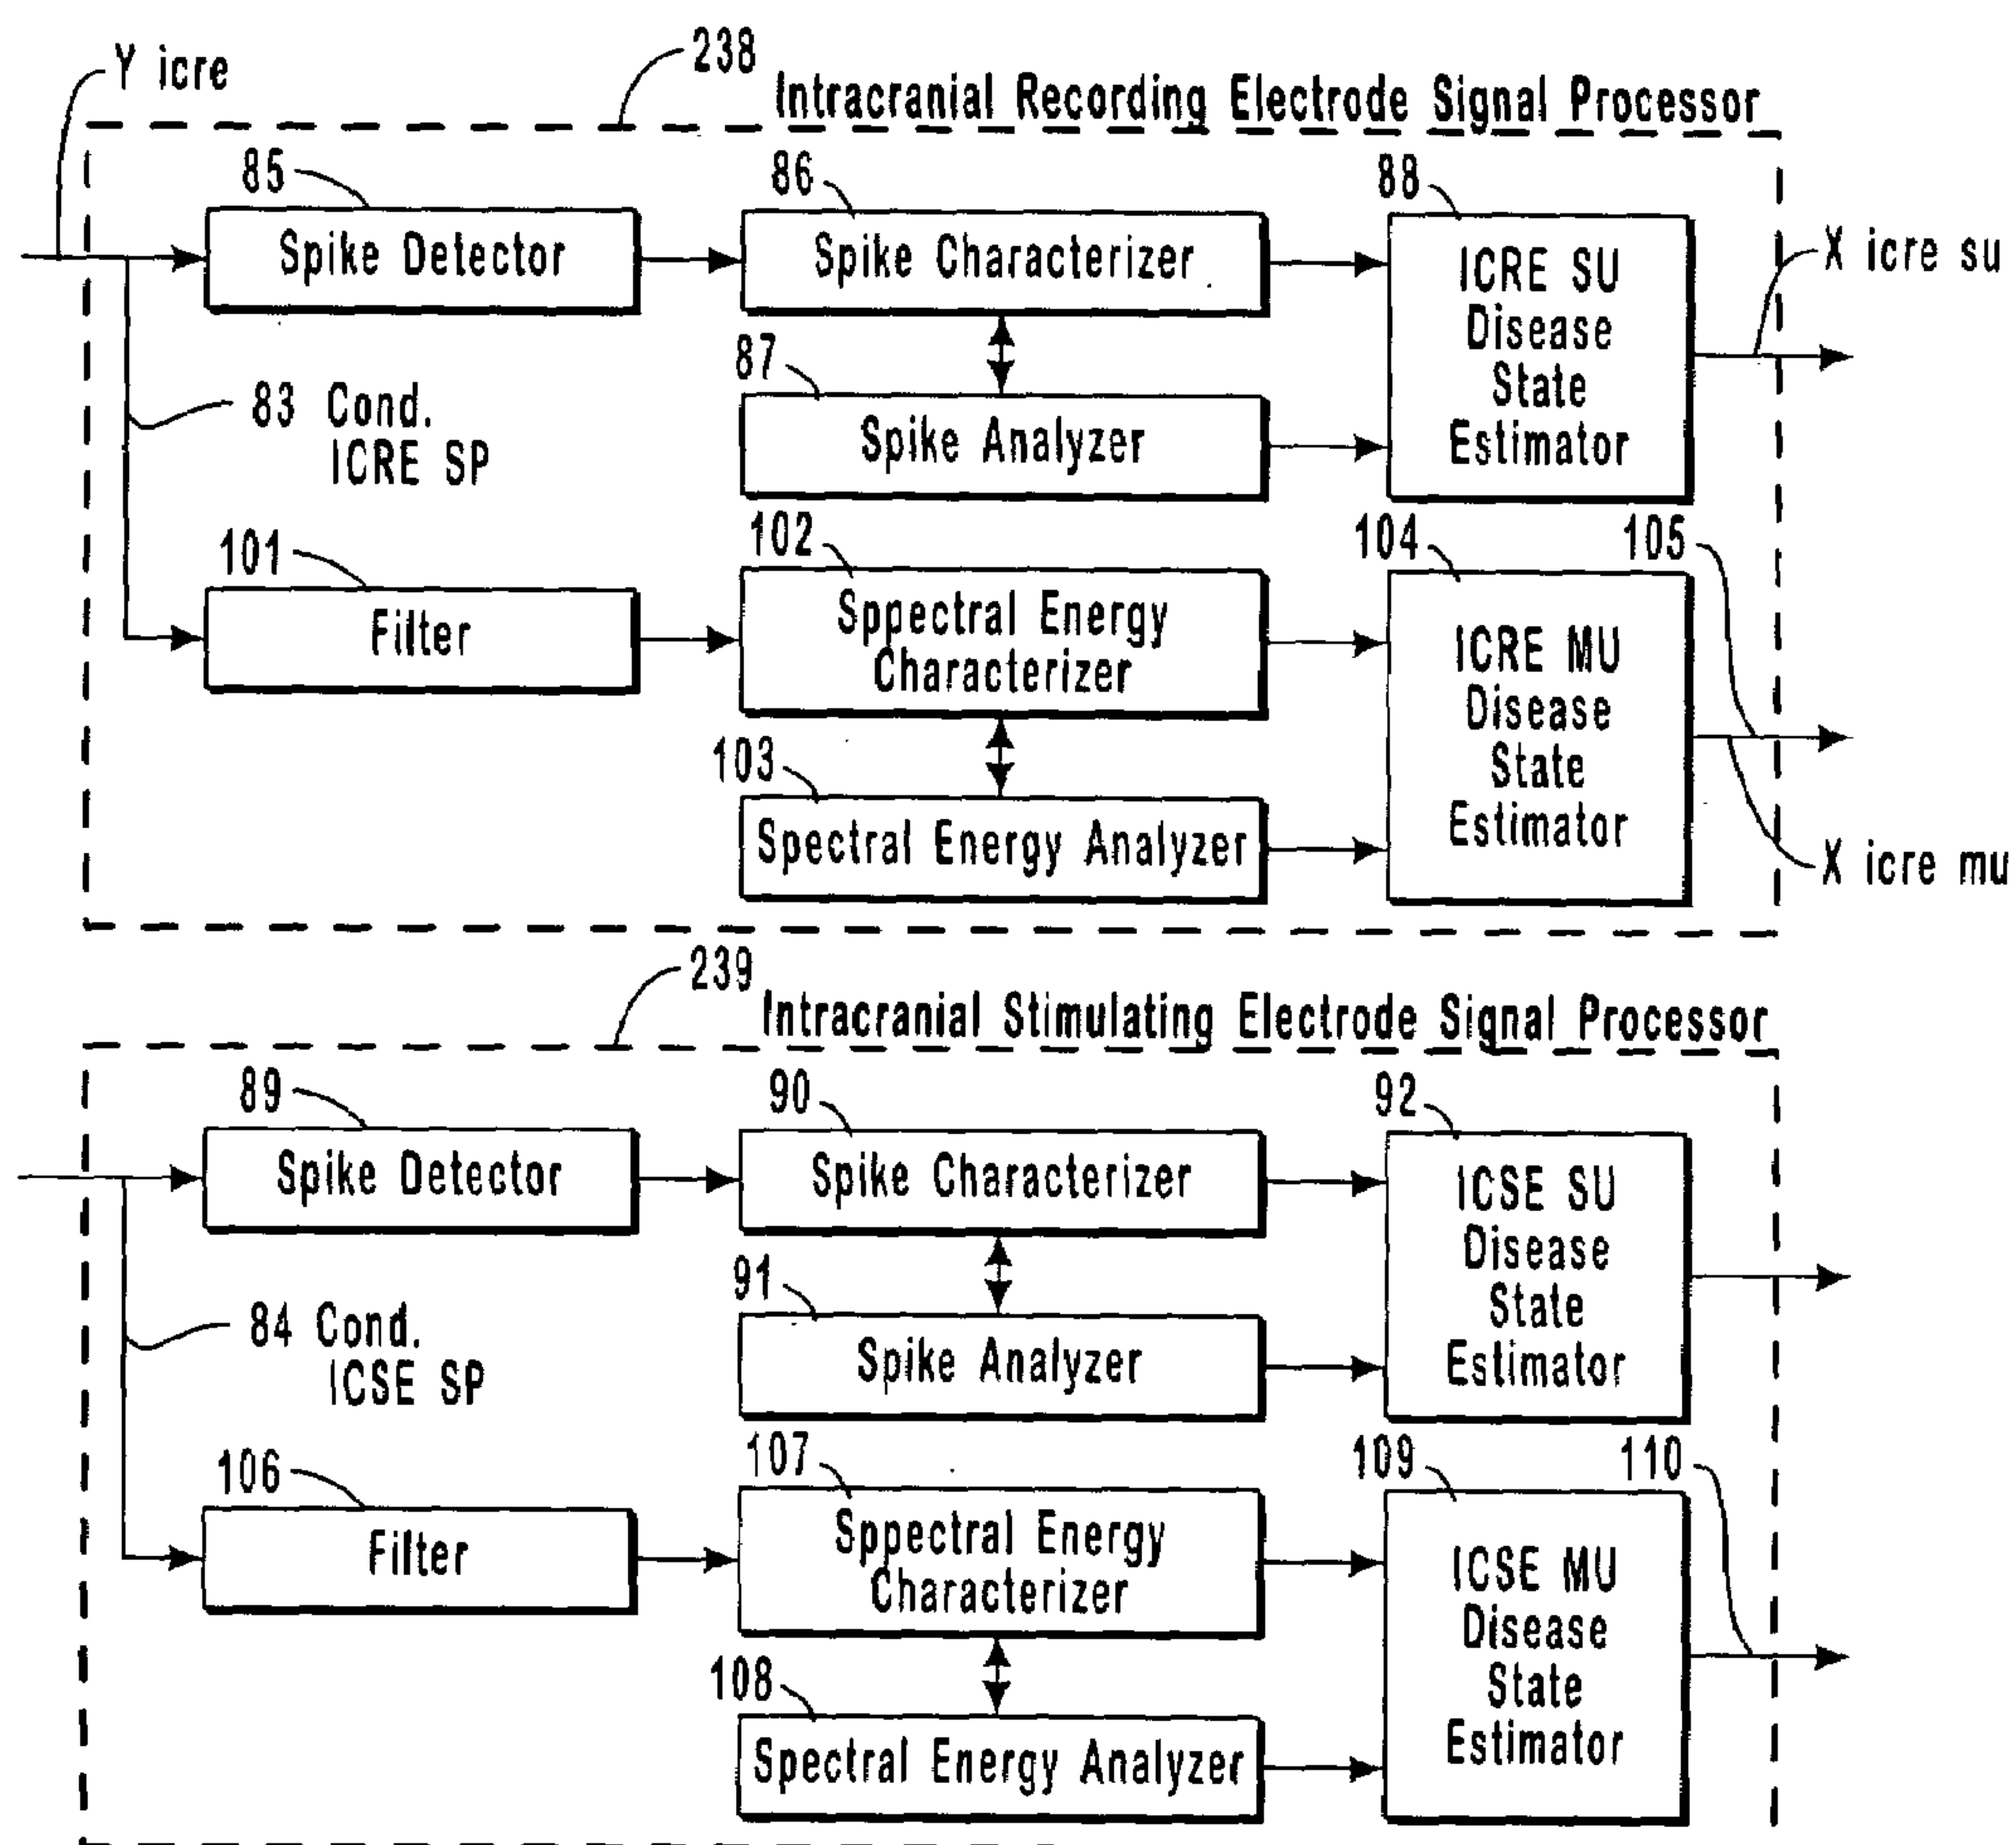 Y icre
238
Intracranial Recording Electrode Signal Processor
85
86
88
Spike Detector
Spike Characterizer
ICRE SU
Disease
State
Estimator
X icre su
87
83 Cond.
ICRE SP
Spike Analyzer
101
102
104
105
Filter
Sppectral Energy
Characterizer
ICRE MU
Disease
State
Estimator
103
Spectral Energy Analyzer
X icre mu
239
Intracranial Stimulating Electrode Signal Processor
89
90
92
Spike Detector
Spike Characterizer
ICSE SU
Disease
State
Estimator
91
84 Cond.
ICSE SP
Spike Analyzer
106
107
109
110
Filter
Sppectral Energy
Characterizer
ICSE MU
Disease
State
Estimator
108
Spectral Energy Analyzer